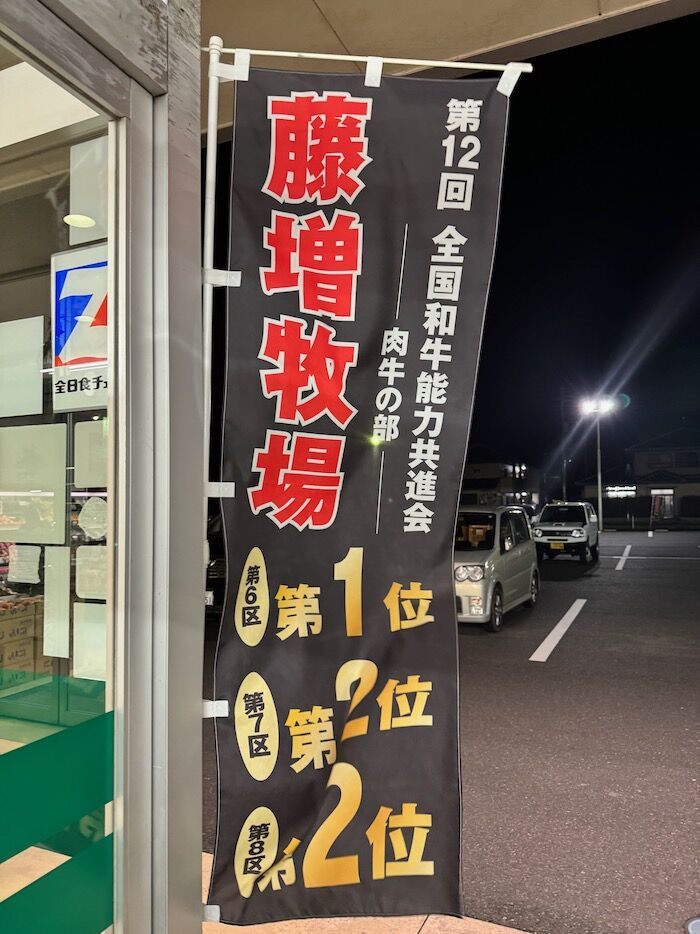 第12回 全国和牛能力共進会
肉牛の部
藤増牧場
第6区 第1位
第7区 第2位
第8区 第2位
全日食チェ